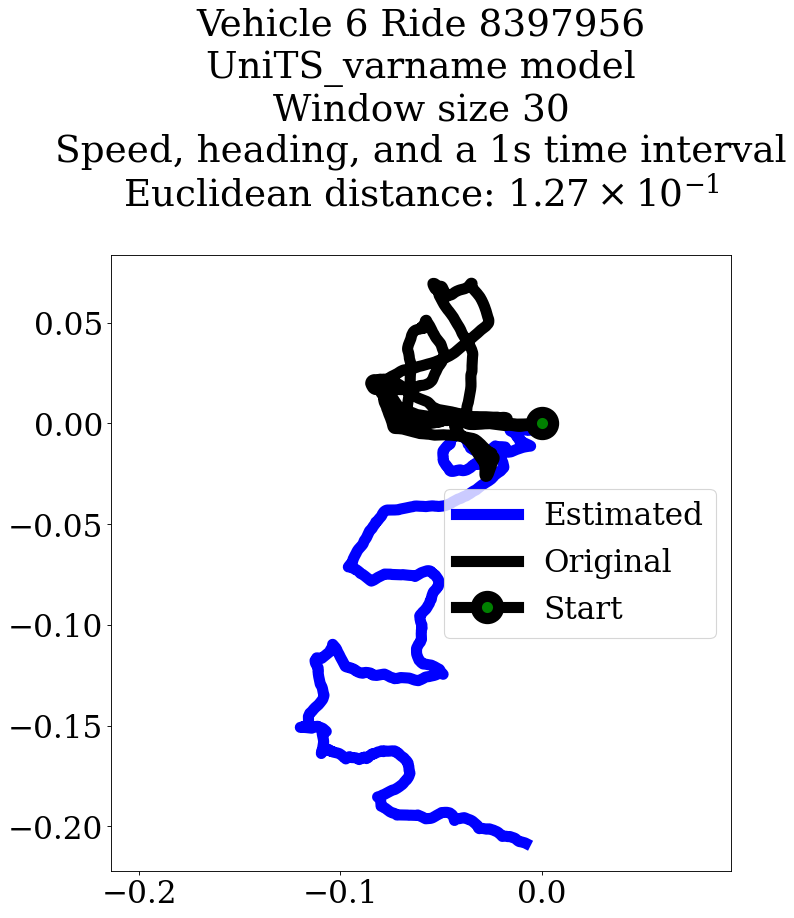 Vehicle 6 Ride 8397956
UniTS_varname model
Window size 30
Speed, heading, and a 1s time interval
Euclidean distance: 1.27 × 10⁻¹
0.05
0.00
−0.05
−0.10
−0.15
−0.20
Estimated
Original
Start
−0.2
−0.1
0.0